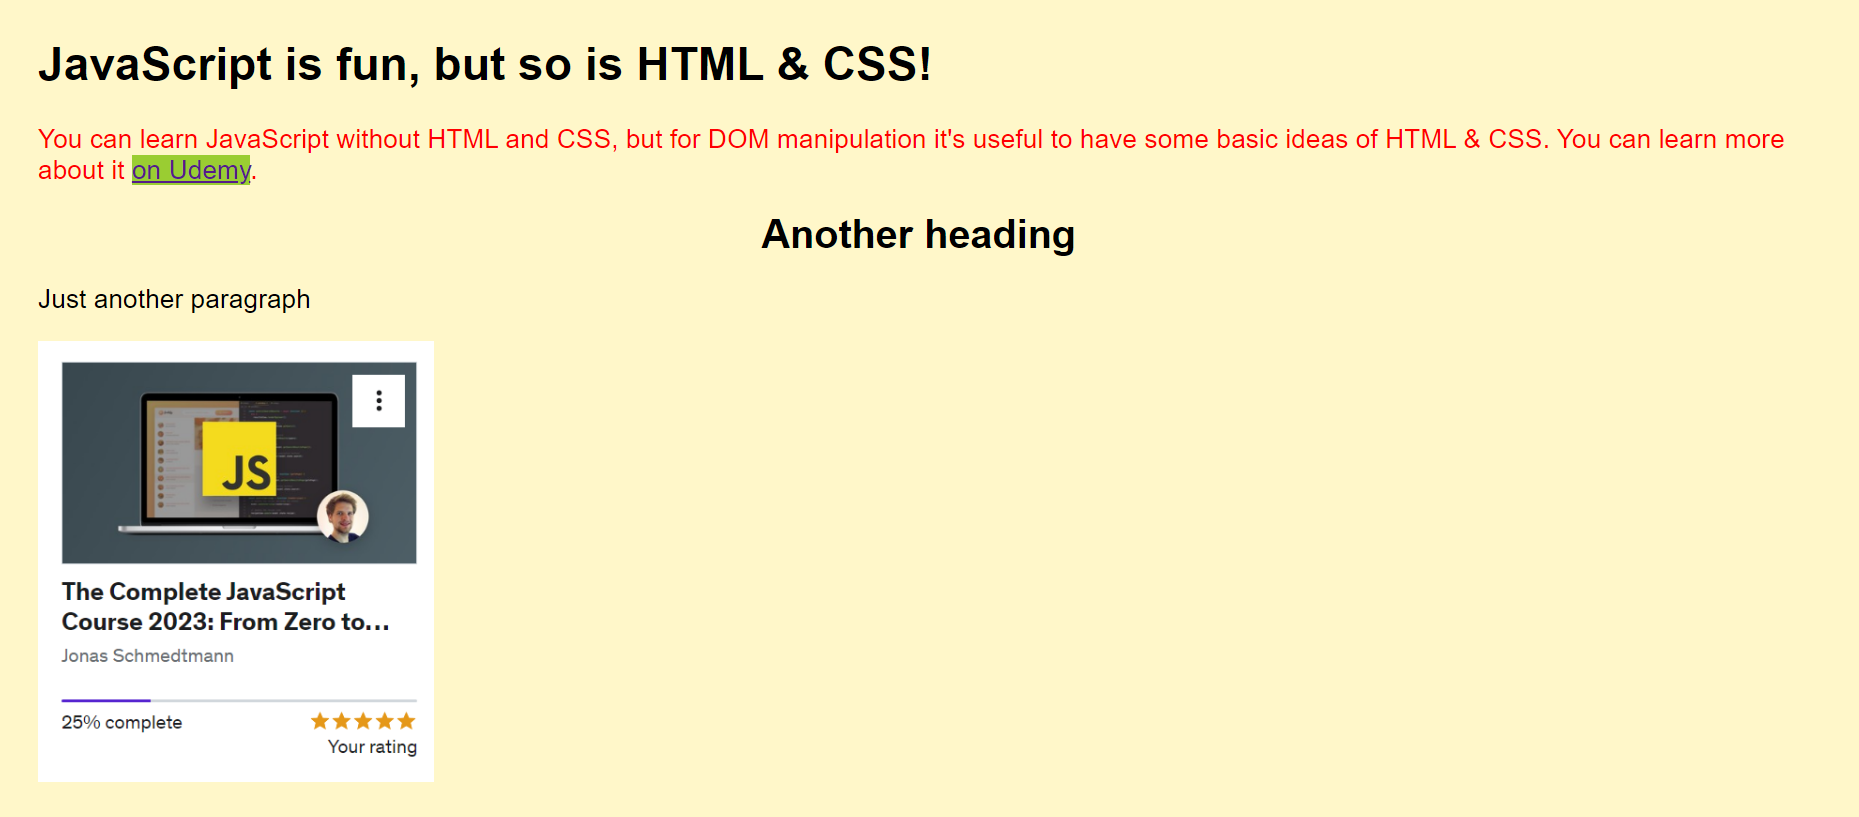 JavaScript is fun, but so is HTML & CSS!
You can learn JavaScript without HTML and CSS, but for DOM manipulation it's useful to have some basic ideas of HTML & CSS. You can learn more
about it on Udemy.
Another heading
Just another paragraph
JS
The Complete JavaScript
Course 2023: From Zero to...
Jonas Schmedtmann
25% complete
Your rating